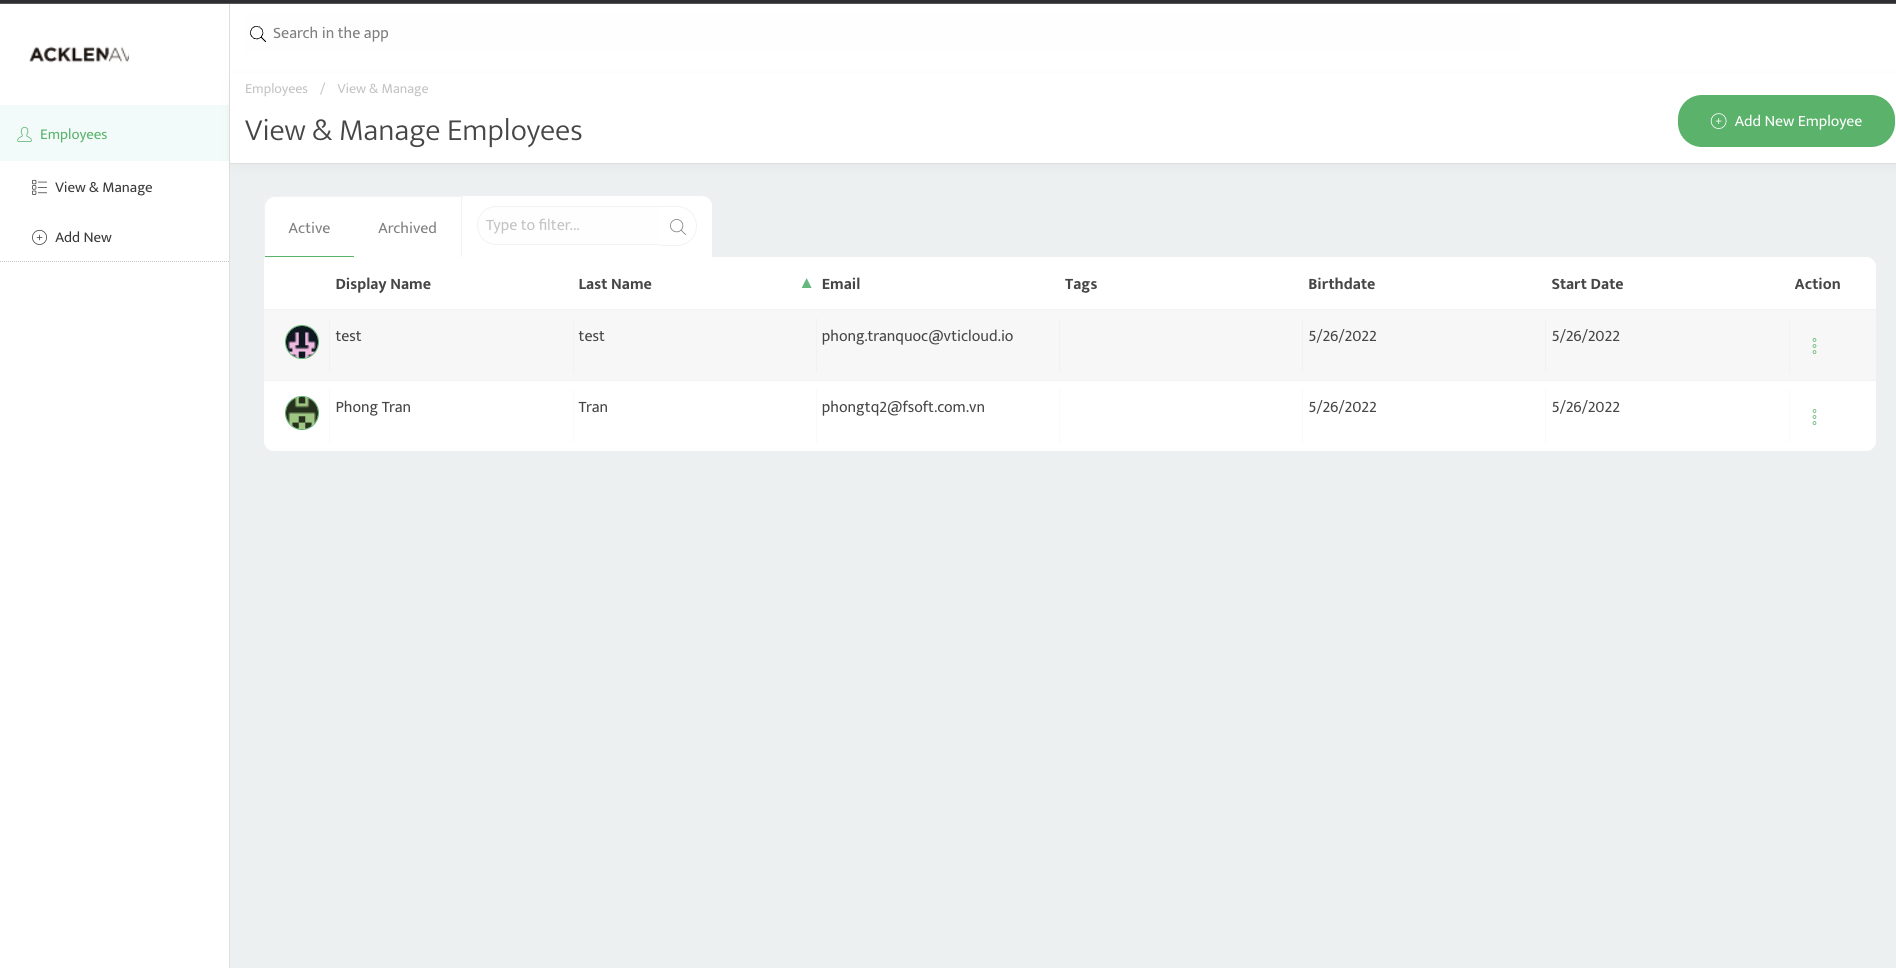 Search in the app
ACKLENAV
Employees / View & Manage
View & Manage Employees
Add New Employee
Employees
View & Manage
Add New
Active Archived Type to filter...
Display Name Last Name ▲ Email Tags Birthdate Start Date Action
test test phong.tranquoc@vticloud.io 5/26/2022 5/26/2022
Phong Tran Tran phongtq2@fsoft.com.vn 5/26/2022 5/26/2022